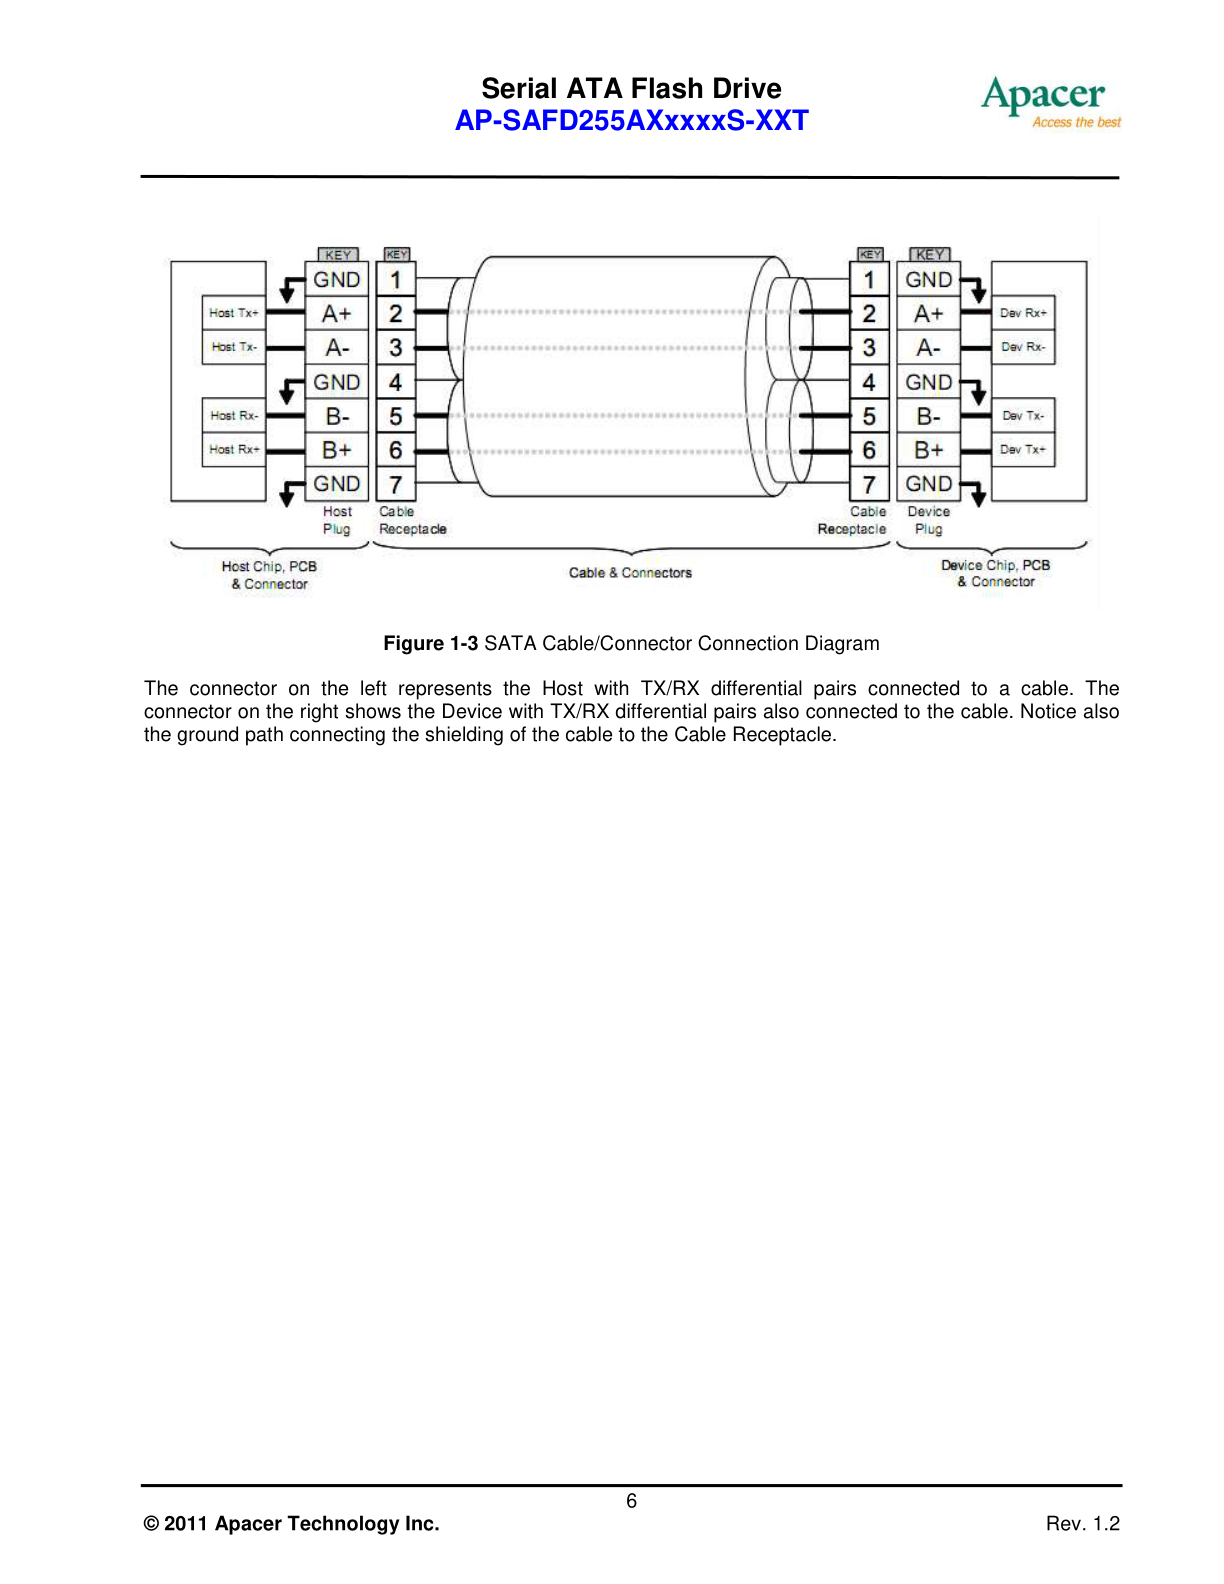 Serial ATA Flash Drive
AP-SAFD255AXxxxxS-XXT
Apacer
Access the best
KEY KEY KEY KEY
GND 1 1 GND
Host Tx+ A+ 2 2 A+ Dev Rx+
Host Tx- A- 3 3 A- Dev Rx-
GND 4 4 GND
Host Rx- B- 5 5 B- Dev Tx-
Host Rx+ B+ 6 6 B+ Dev Tx+
GND 7 7 GND
Host Cable Cable Device
Plug Receptacle Receptacle Plug
Host Chip, PCB Device Chip, PCB
& Connector Cable & Connectors & Connector
Figure 1-3 SATA Cable/Connector Connection Diagram
The connector on the left represents the Host with TX/RX differential pairs connected to a cable. The
connector on the right shows the Device with TX/RX differential pairs also connected to the cable. Notice also
the ground path connecting the shielding of the cable to the Cable Receptacle.
6
© 2011 Apacer Technology Inc. Rev. 1.2